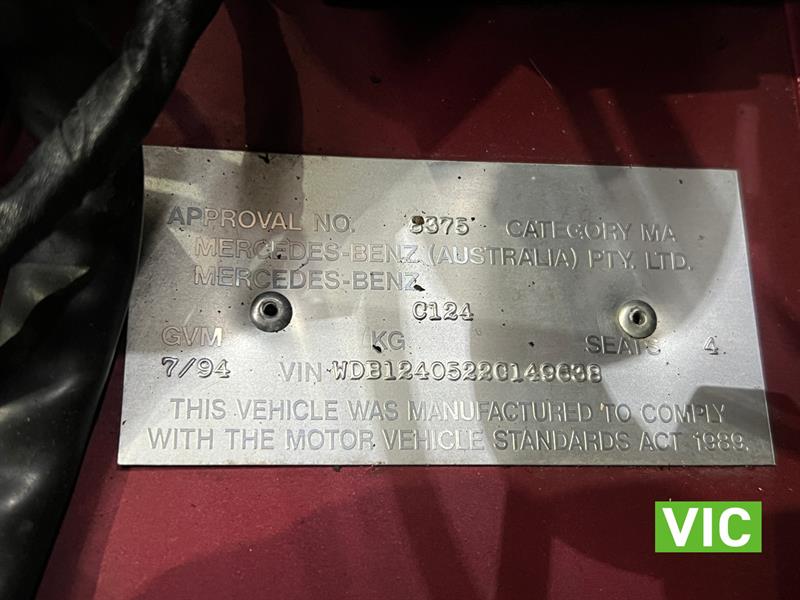 APPROVAL NO. 8375 CATEGORY MA
MERCEDES-BENZ (AUSTRALIA) PTY. LTD.
MERCEDES-BENZ
C124
GVM KG SEATS 4
7/94 VIN WDB1240522C149638
THIS VEHICLE WAS MANUFACTURED TO COMPLY
WITH THE MOTOR VEHICLE STANDARDS ACT 1989.
VIC